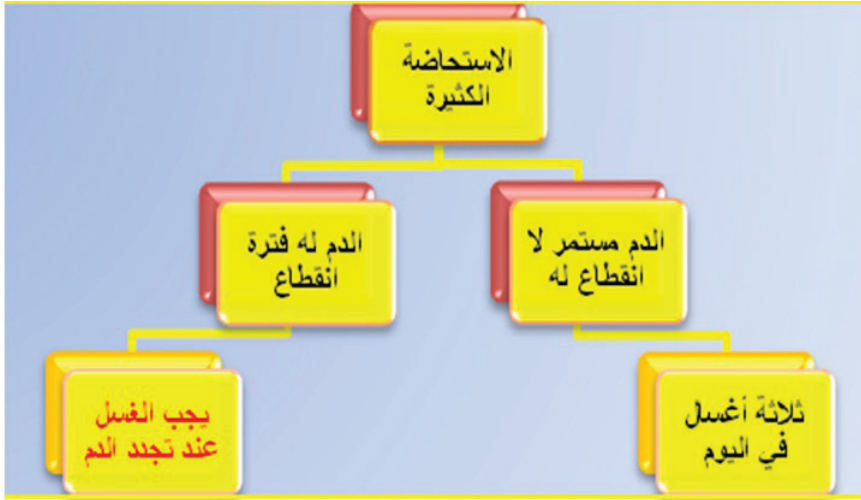 الاستحاضة
الكثيرة
الدم مستمر لا
انقطاع له
الدم له فترة
انقطاع
ثلاثة أغسال
في اليوم
يجب الغسل
عند تجدد الدم